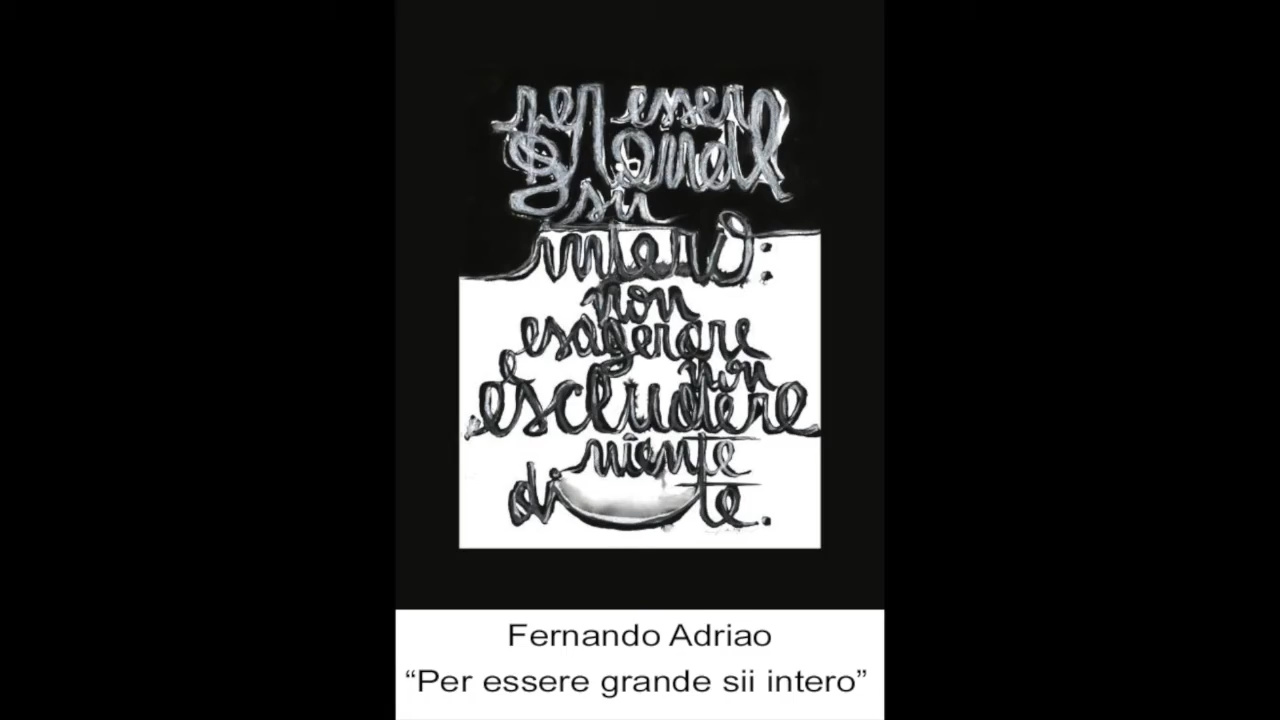 per essere
grande
sii
intero:
non
esagerare
e non
escludere
niente
di te.
Fernando Adriao
“Per essere grande sii intero”